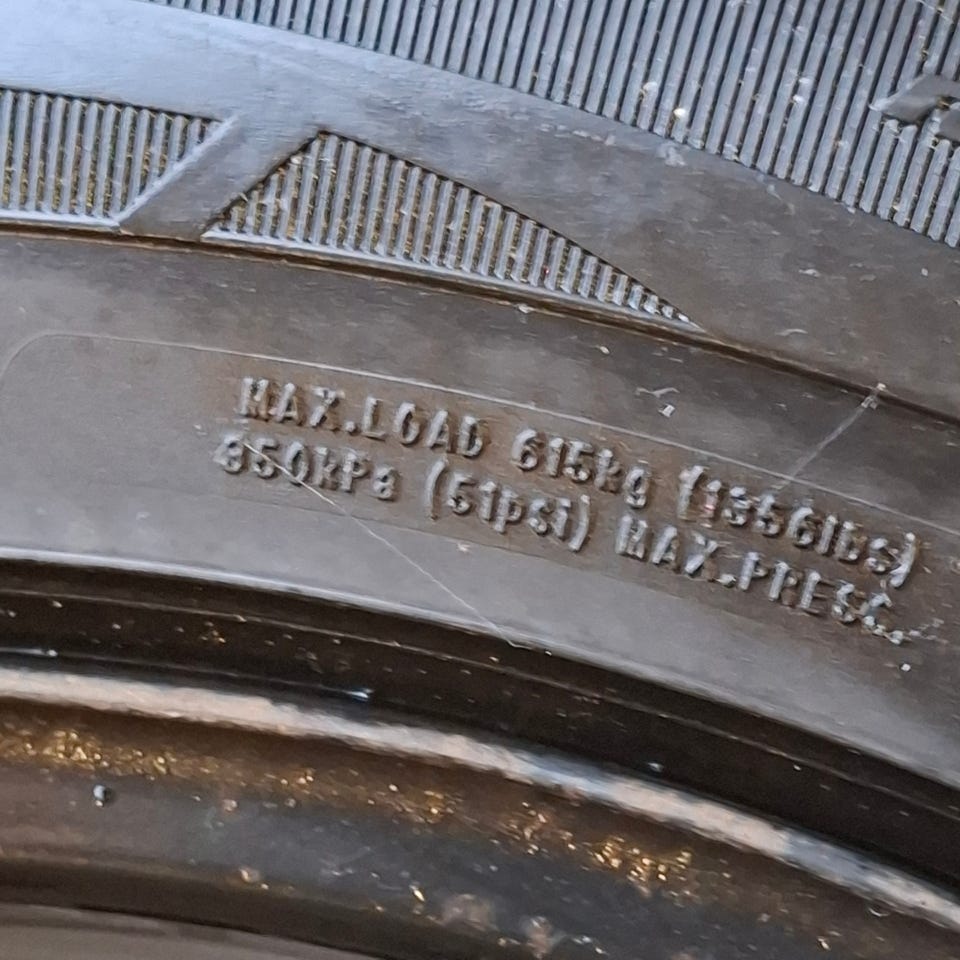 MAX.LOAD 615kg (1356lbs)
350kPa (51psi) MAX.PRESS.